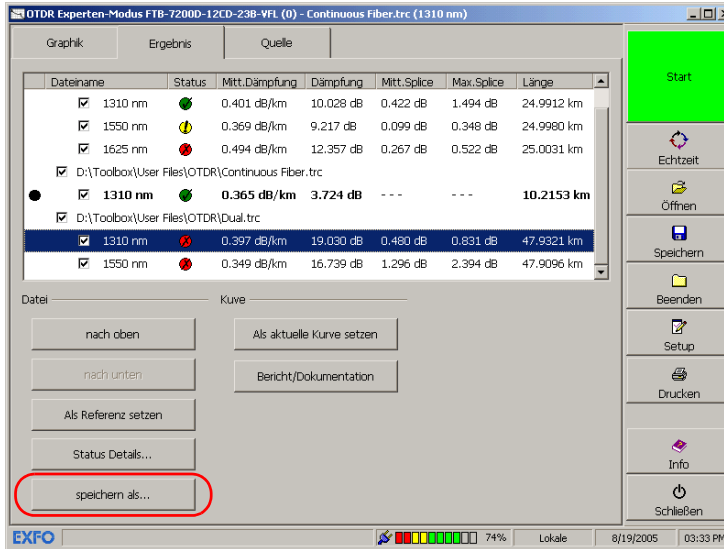 OTDR Experten-Modus FTB-7200D-12CD-23B-VFL (0) - Continuous Fiber.trc (1310 nm)
Graphik Ergebnis Quelle
Dateiname Status Mitt.Dämpfung Dämpfung Mitt.Splice Max.Splice Länge
1310 nm 0.401 dB/km 10.028 dB 0.422 dB 1.494 dB 24.9912 km
1550 nm 0.369 dB/km 9.217 dB 0.099 dB 0.348 dB 24.9980 km
1625 nm 0.494 dB/km 12.357 dB 0.267 dB 0.522 dB 25.0031 km
D:\Toolbox\User Files\OTDR\Continuous Fiber.trc
1310 nm 0.365 dB/km 3.724 dB --- --- 10.2153 km
D:\Toolbox\User Files\OTDR\Dual.trc
1310 nm 0.397 dB/km 19.030 dB 0.480 dB 0.831 dB 47.9321 km
1550 nm 0.349 dB/km 16.739 dB 1.296 dB 2.394 dB 47.9096 km
Datei
nach oben
nach unten
Als Referenz setzen
Status Details...
speichern als...
Kuve
Als aktuelle Kurve setzen
Bericht/Dokumentation
Start
Echtzeit
Öffnen
Speichern
Beenden
Setup
Drucken
Info
Schließen
EXFO 74% Lokale 8/19/2005 03:33 PM